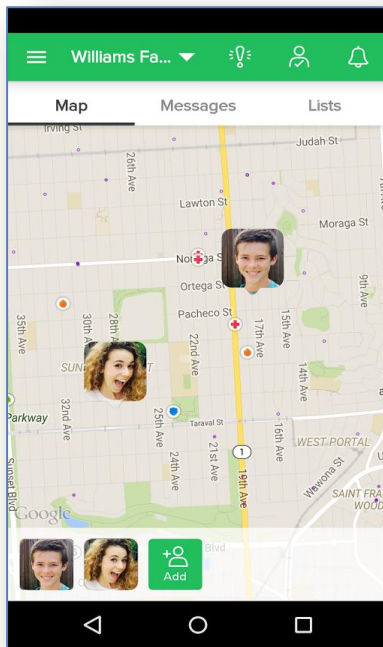 Williams Fa...
Map
Messages
Lists
Irving St
Judah St
26th Ave
Lawton St
Moraga St
Ortega St
Pacheco St
9th Ave
35th Ave
30th Ave
28th Ave
22nd Ave
17th Ave
15th Ave
14th Ave
32nd Ave
25th Ave
24th Ave
21st Ave
19th Ave
16th Ave
Parkway
Taraval St
WEST PORTAL
1
Wawona St
Sunset Blvd
SAINT FRA
WOOD
Google
Blvd
Add